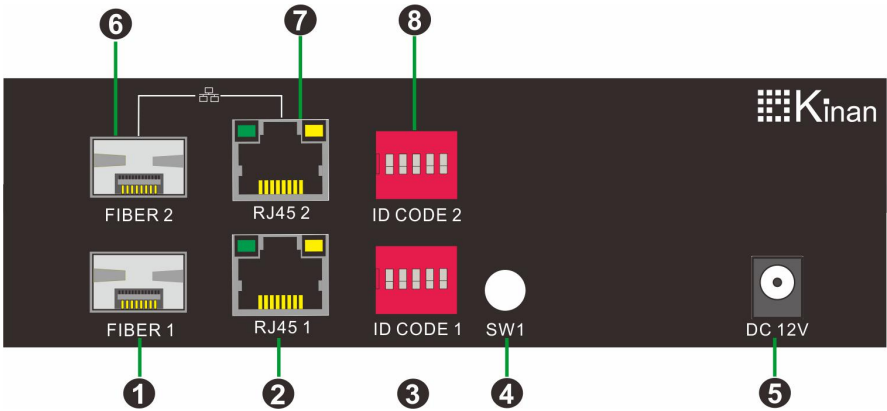 6 7 8
Kinan
FIBER 2 RJ45 2 ID CODE 2
FIBER 1 RJ45 1 ID CODE 1 SW1 DC 12V
1 2 3 4 5